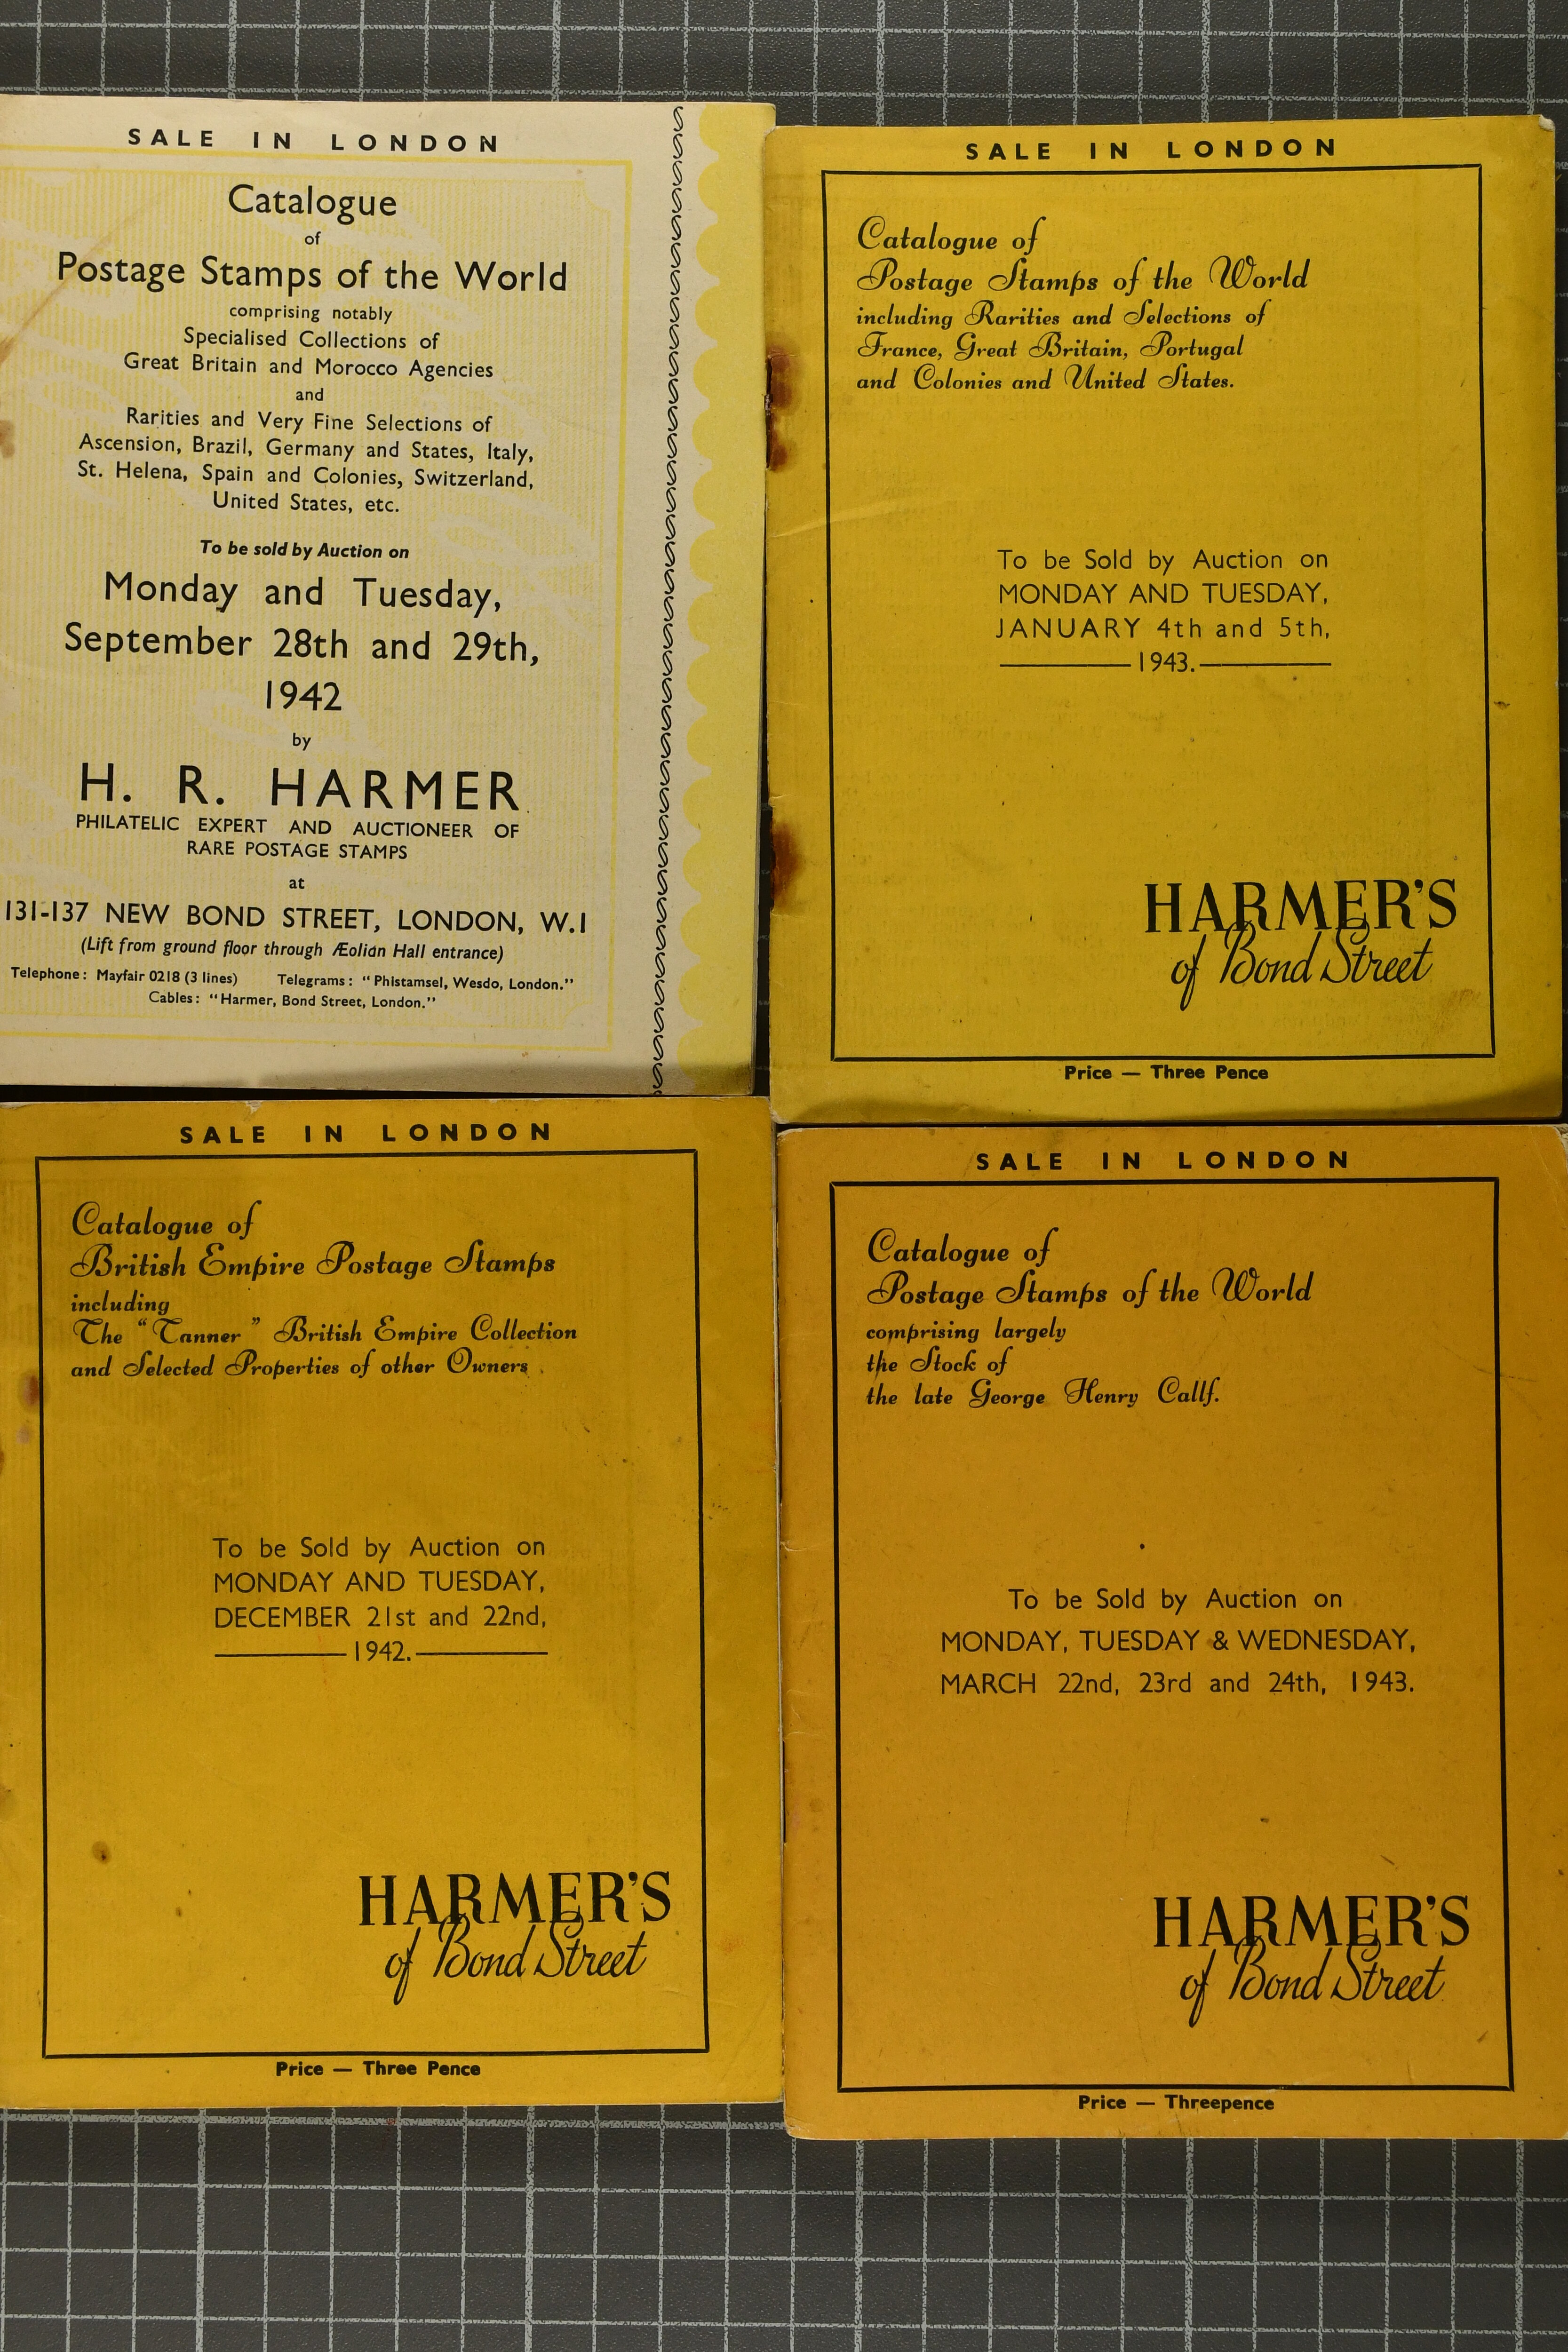 SALE IN LONDON
Catalogue
of
Postage Stamps of the World
comprising notably
Specialised Collections of
Great Britain and Morocco Agencies
and
Rarities and Very Fine Selections of
Ascension, Brazil, Germany and States, Italy,
St. Helena, Spain and Colonies, Switzerland,
United States, etc.
To be sold by Auction on
Monday and Tuesday,
September 28th and 29th,
1942
by
H. R. HARMER
PHILATELIC EXPERT AND AUCTIONEER OF
RARE POSTAGE STAMPS
at
131-137 NEW BOND STREET, LONDON, W.1
(Lift from ground floor through Æolian Hall entrance)
Telephone: Mayfair 0218 (3 lines) Telegrams: "Phistamsel, Wesdo, London."
Cables: "Harmer, Bond Street, London."
SALE IN LONDON
Catalogue of
Postage Stamps of the World
including Rarities and Selections of
France, Great Britain, Portugal
and Colonies and United States.
To be Sold by Auction on
MONDAY AND TUESDAY,
JANUARY 4th and 5th,
1943.
HARMER'S
of Bond Street
Price — Three Pence
SALE IN LONDON
Catalogue of
British Empire Postage Stamps
including
The "Tanner" British Empire Collection
and Selected Properties of other Owners
To be Sold by Auction on
MONDAY AND TUESDAY,
DECEMBER 21st and 22nd,
1942.
HARMER'S
of Bond Street
Price — Three Pence
SALE IN LONDON
Catalogue of
Postage Stamps of the World
comprising largely
the Stock of
the late George Henry Callf.
To be Sold by Auction on
MONDAY, TUESDAY & WEDNESDAY,
MARCH 22nd, 23rd and 24th, 1943.
HARMER'S
of Bond Street
Price — Threepence